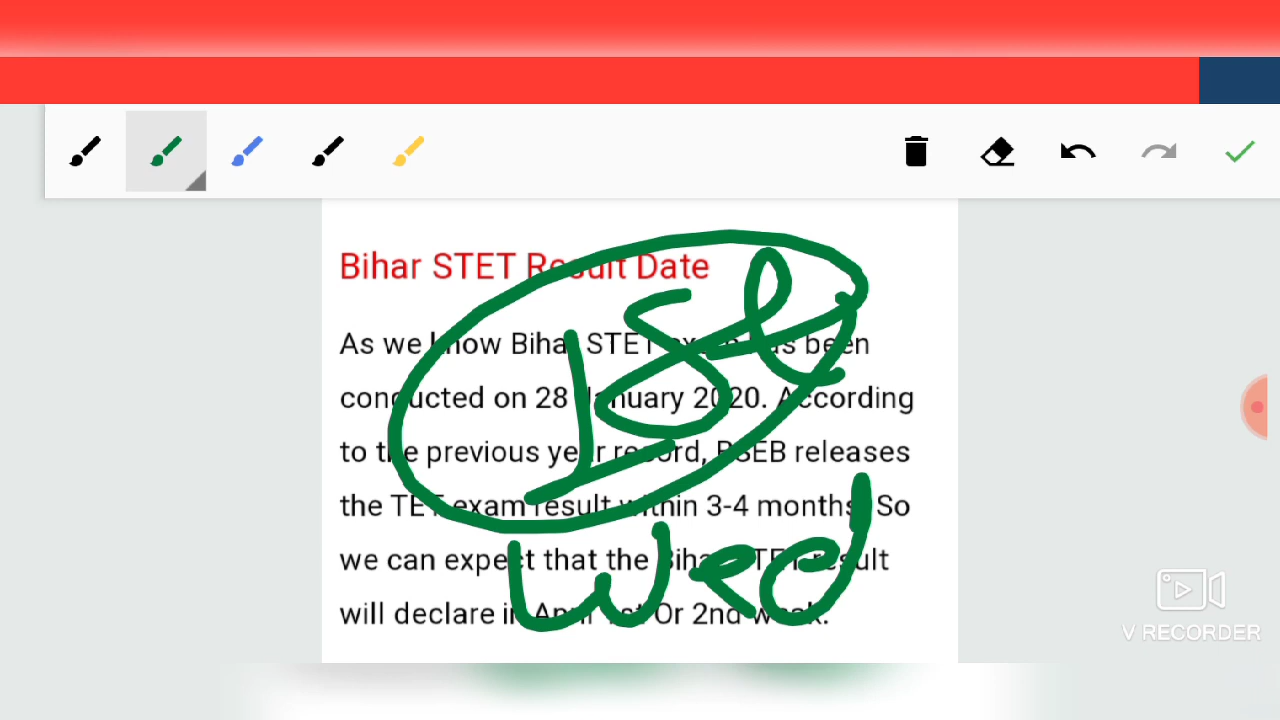 Bihar STET Result Date
As we know Bihar STET exam has been
conducted on 28 January 2020. According
to the previous year record, BSEB releases
the TET exam result within 3-4 months. So
we can expect that the Bihar STET result
will declare in April 1st Or 2nd weak.
1st
Wed
V RECORDER